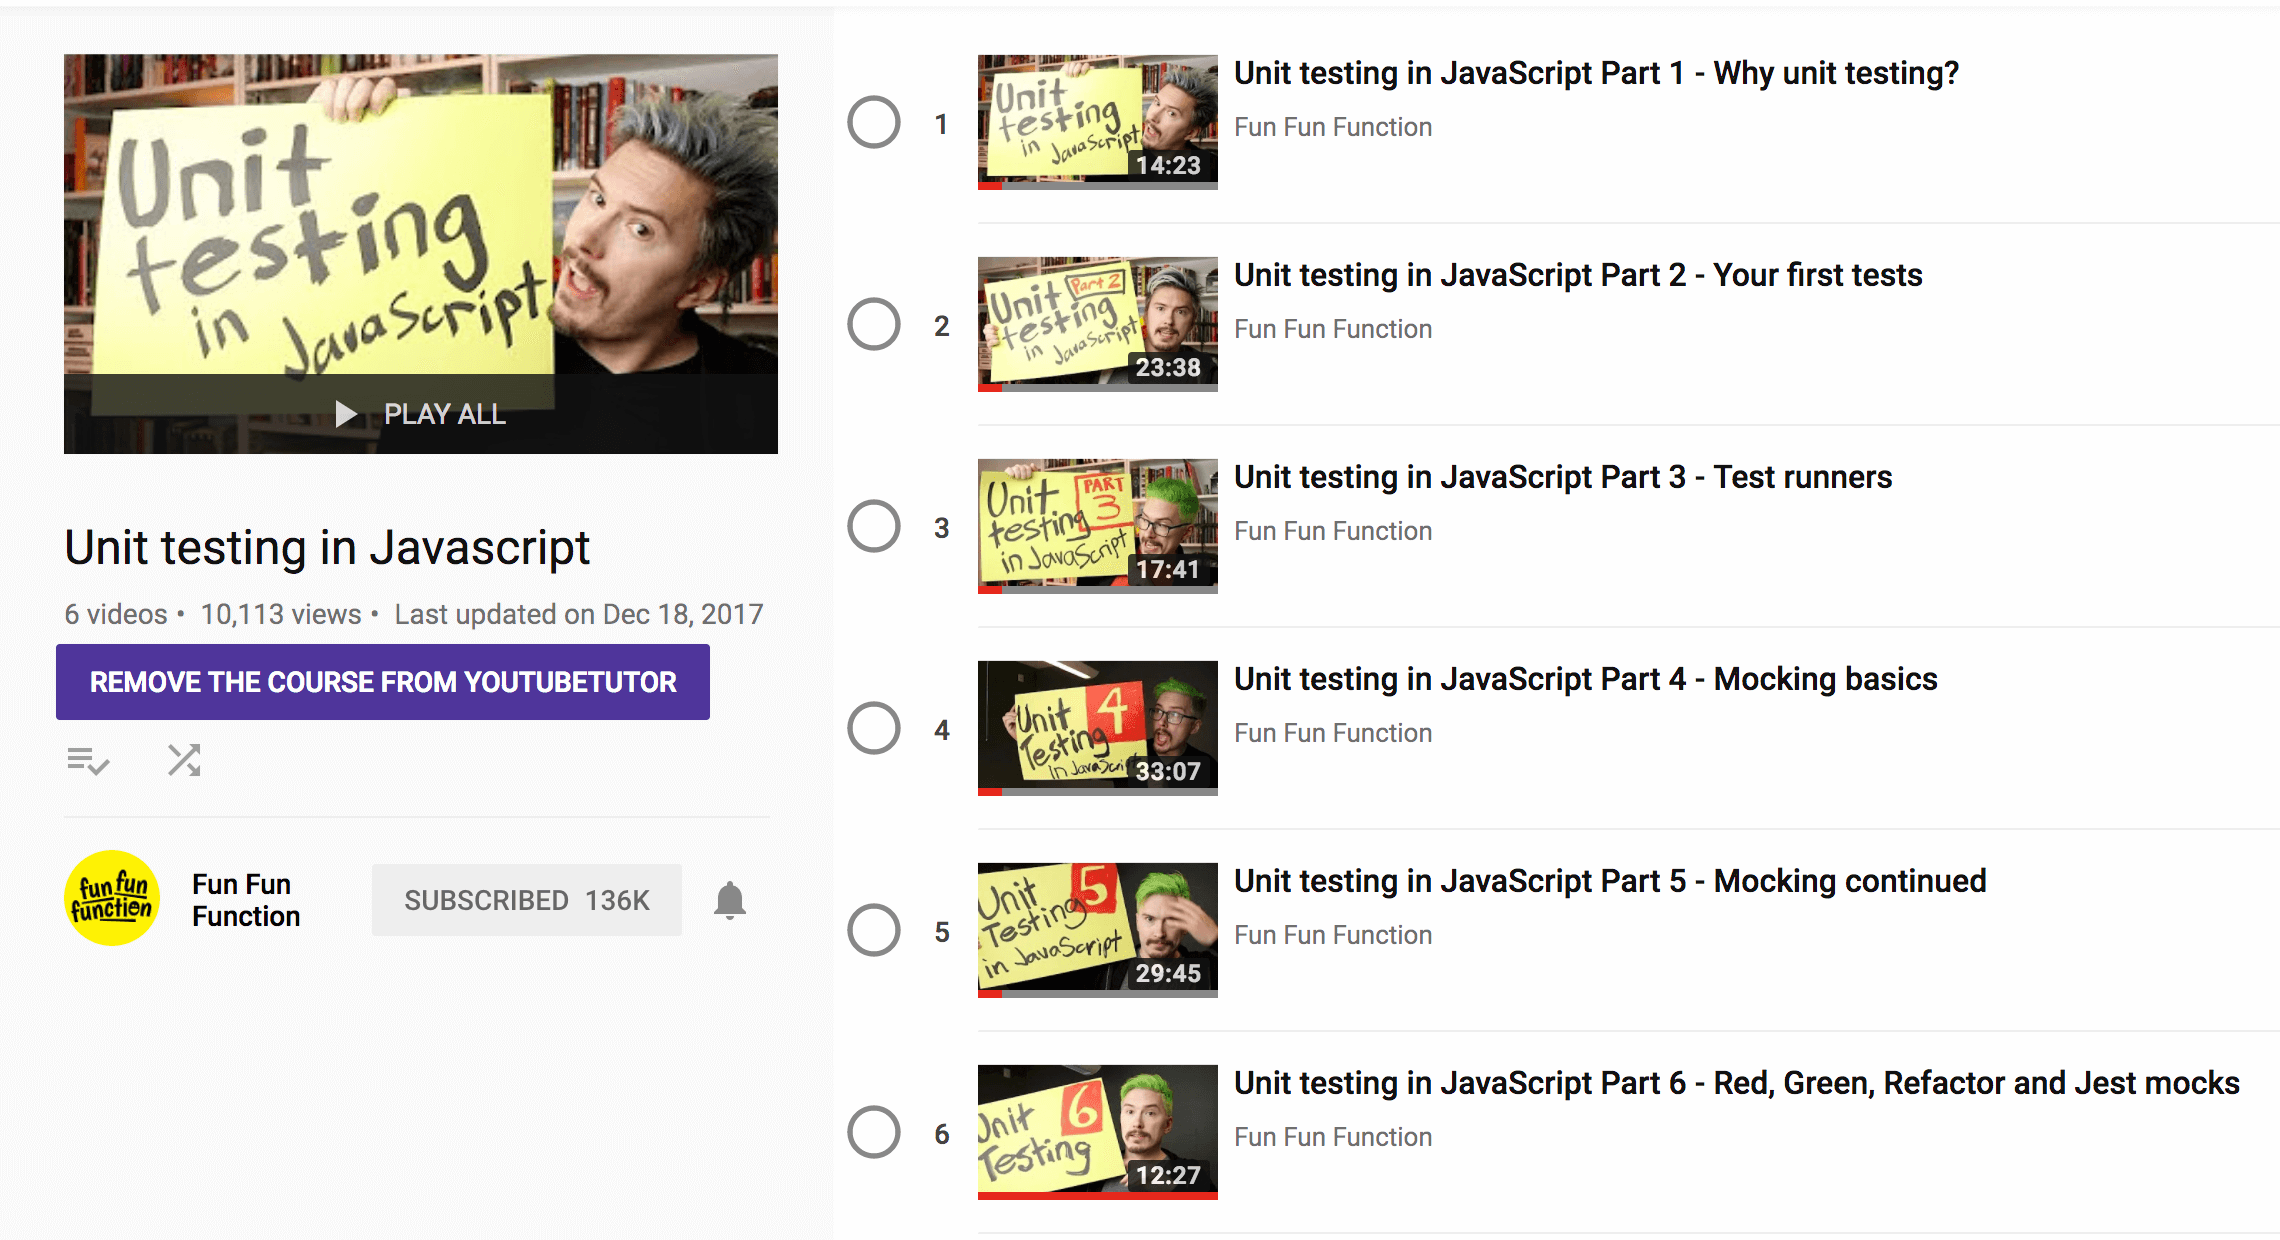 Unit
testing
in JavaScript
PLAY ALL
Unit testing in Javascript
6 videos • 10,113 views • Last updated on Dec 18, 2017
REMOVE THE COURSE FROM YOUTUBETUTOR
fun fun
function
Fun Fun
Function
SUBSCRIBED 136K
1
Unit
testing
in JavaScript
14:23
Unit testing in JavaScript Part 1 - Why unit testing?
Fun Fun Function
2
Unit Part 2
testing
in JavaScript
23:38
Unit testing in JavaScript Part 2 - Your first tests
Fun Fun Function
3
Unit PART
testing 3
in JavaScript
17:41
Unit testing in JavaScript Part 3 - Test runners
Fun Fun Function
4
Unit 4
Testing
in JavaScript
33:07
Unit testing in JavaScript Part 4 - Mocking basics
Fun Fun Function
5
Unit 5
Testing
in JavaScript
29:45
Unit testing in JavaScript Part 5 - Mocking continued
Fun Fun Function
6
Unit 6
Testing
12:27
Unit testing in JavaScript Part 6 - Red, Green, Refactor and Jest mocks
Fun Fun Function